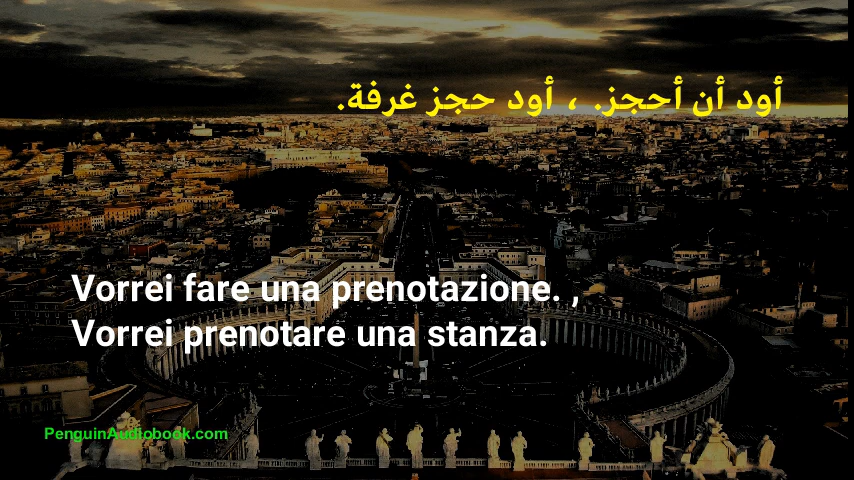 أود أن أحجز. ، أود حجز غرفة.
Vorrei fare una prenotazione. ,
Vorrei prenotare una stanza.
PenguinAudiobook.com